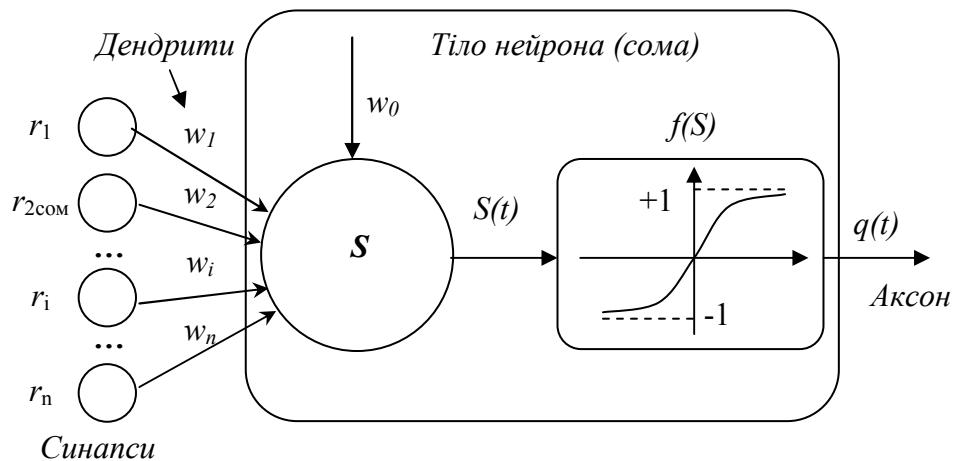 Дендрити
Тіло нейрона (сома)
w0
f(S)
r1
w1
r2сом
w2
S
S(t)
+1
q(t)
...
wi
ri
-1
Аксон
...
wn
rn
Синапси